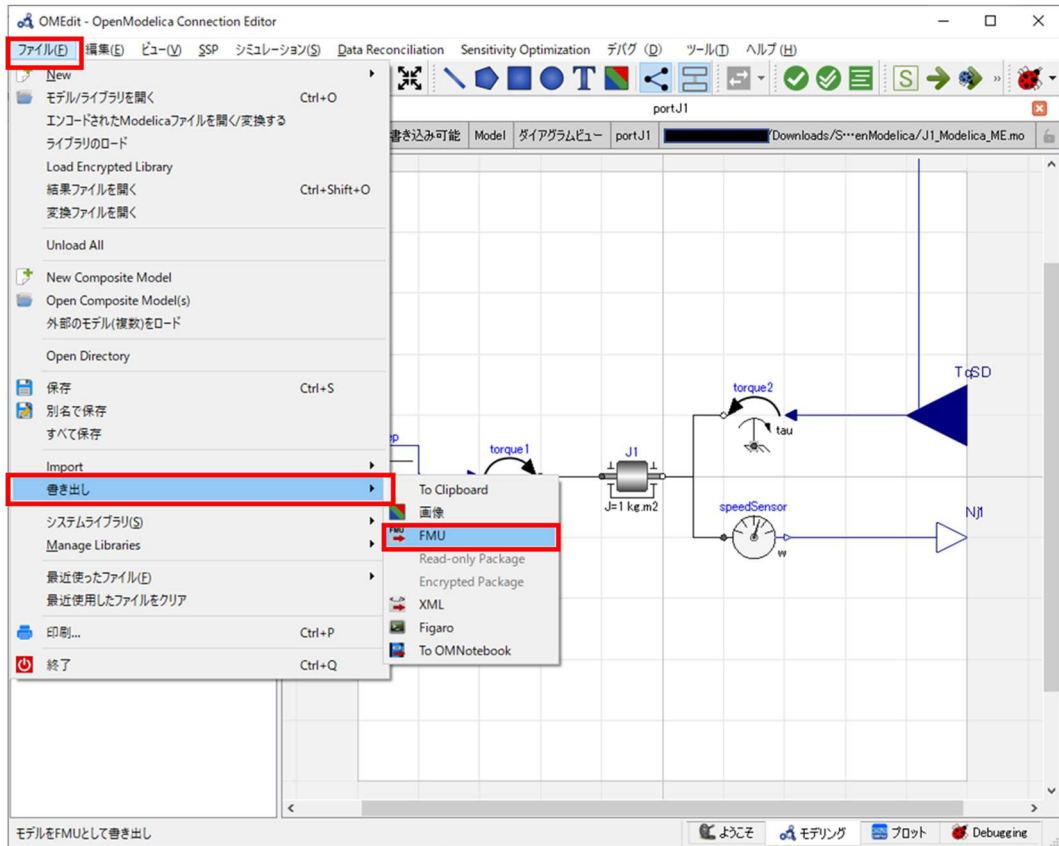 OMEdit - OpenModelica Connection Editor
ファイル(F) 編集(E) ビュー(V) SSP シミュレーション(S) Data Reconciliation Sensitivity Optimization デバグ (D) ツール(T) ヘルプ(H)
New
モデル/ライブラリを開く Ctrl+O
エンコードされたModelicaファイルを開く/変換する
ライブラリのロード
Load Encrypted Library
結果ファイルを開く Ctrl+Shift+O
変換ファイルを開く
Unload All
New Composite Model
Open Composite Model(s)
外部のモデル(複数)をロード
Open Directory
保存 Ctrl+S
別名で保存
すべて保存
Import
書き出し
システムライブラリ(S)
Manage Libraries
最近使ったファイル(F)
最近使用したファイルをクリア
印刷... Ctrl+P
終了 Ctrl+Q
To Clipboard
画像
FMU
Read-only Package
Encrypted Package
XML
Figaro
To OMNotebook
T
S
»
portJ1
書き込み可能 Model ダイアグラムビュー portJ1 /Downloads/S…enModelica/J1_Modelica_ME.mo
ep
torque1
J1
J=1 kg.m2
torque2
tau
TqSD
speedSensor
w
Nj1
モデルをFMUとして書き出し
ようこそ モデリング プロット Debugging